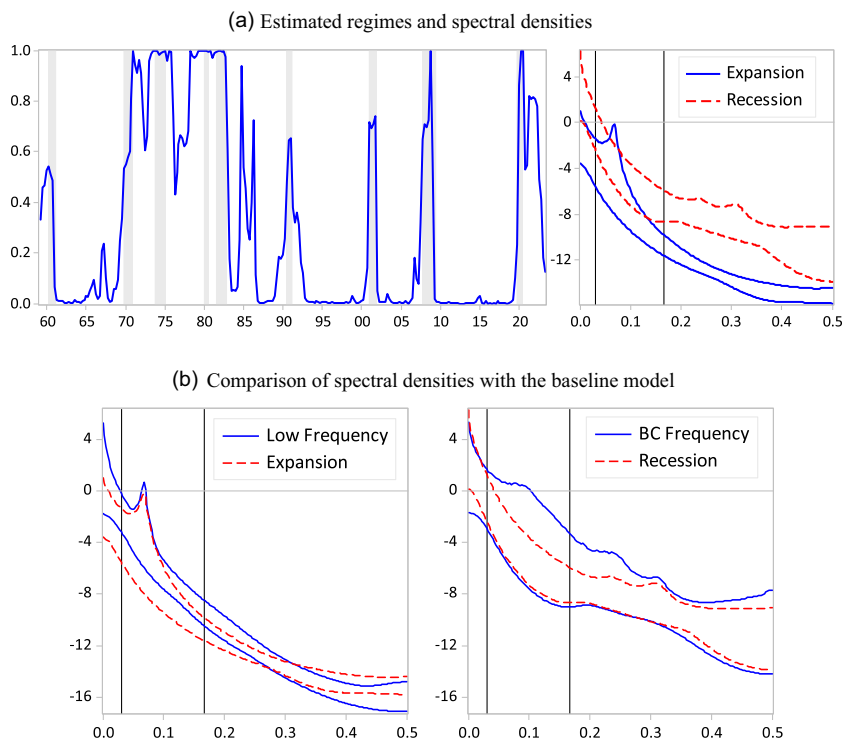 (a) Estimated regimes and spectral densities
1.0
0.8
0.6
0.4
0.2
0.0
60 65 70 75 80 85 90 95 00 05 10 15 20
4
0
-4
-8
-12
Expansion
Recession
0.0 0.1 0.2 0.3 0.4 0.5
(b) Comparison of spectral densities with the baseline model
4
0
-4
-8
-12
-16
Low Frequency
Expansion
0.0 0.1 0.2 0.3 0.4 0.5
4
0
-4
-8
-12
-16
BC Frequency
Recession
0.0 0.1 0.2 0.3 0.4 0.5